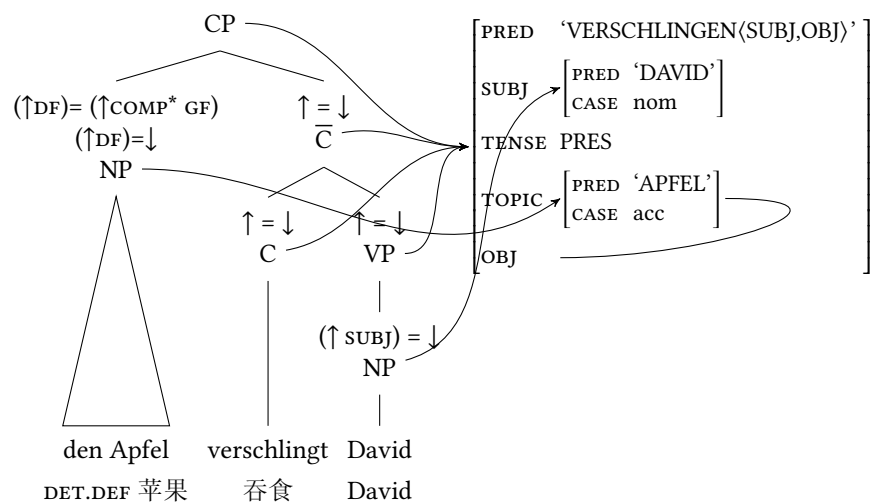 CP
(↑DF)= (↑COMP* GF)
(↑DF)=↓
NP
↑ = ↓
C̅
↑ = ↓
C
↑ = ↓
VP
(↑ SUBJ) = ↓
NP
den Apfel verschlingt David
DET.DEF 苹果 吞食 David
PRED ‘VERSCHLINGEN⟨SUBJ,OBJ⟩’
SUBJ
PRED ‘DAVID’
CASE nom
TENSE PRES
TOPIC
PRED ‘APFEL’
CASE acc
OBJ